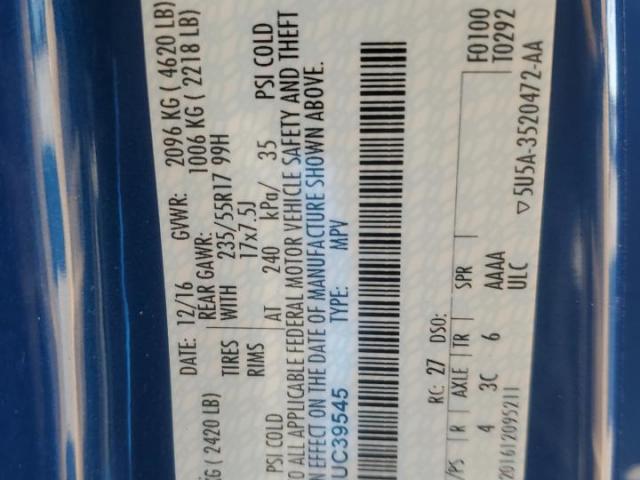 DATE: 12/16 GVWR: 2096 KG ( 4620 LB)
REAR GAWR: 1006 KG ( 2218 LB)
KG ( 2420 LB) TIRES WITH 235/55R17 99H
RIMS 17x7.5J
PSI COLD AT 240 kPa/ 35 PSI COLD
O ALL APPLICABLE FEDERAL MOTOR VEHICLE SAFETY AND THEFT
N EFFECT ON THE DATE OF MANUFACTURE SHOWN ABOVE.
UC39545 TYPE: MPV
RC: 27 DSO: F0100
T0292
/PS R AXLE TR SPR
4 3C 6 AAAA
ULC ▽5U5A-3520472-AA
201612095211